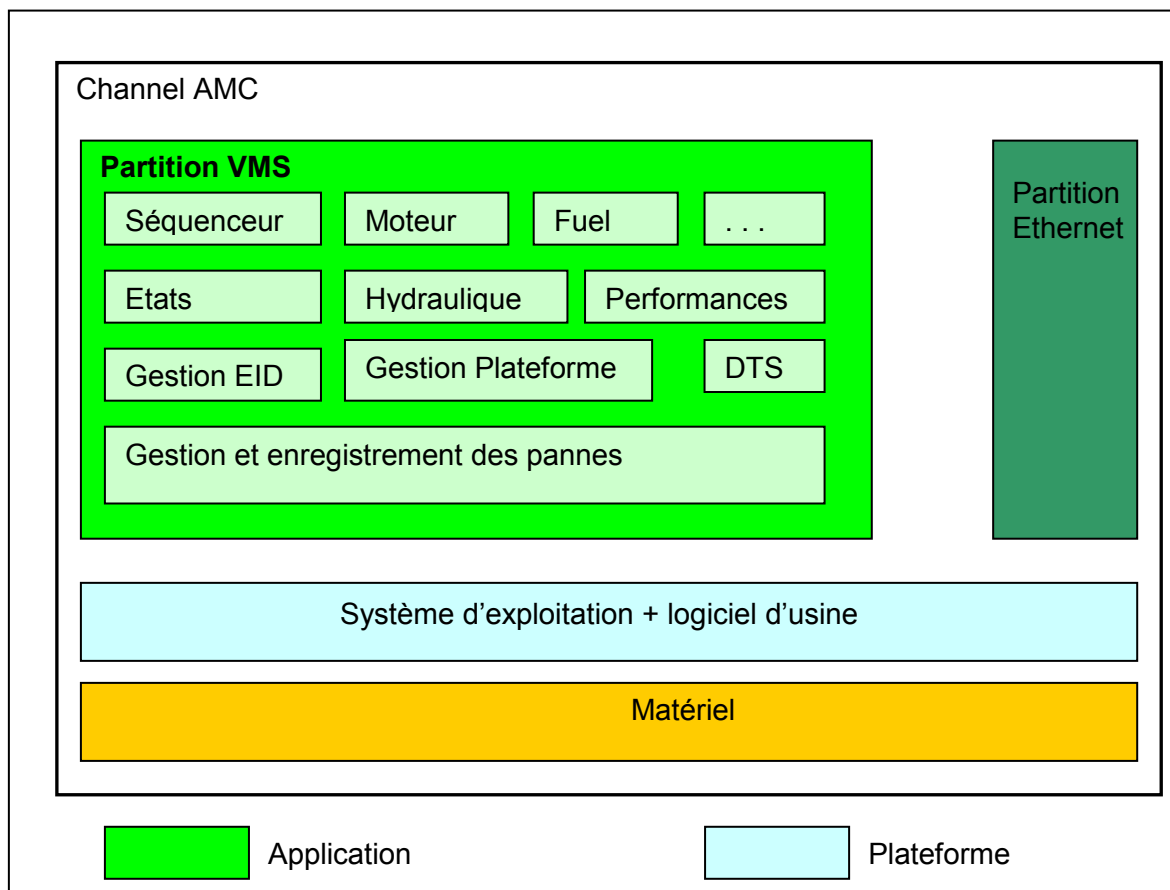 Channel AMC
Partition VMS
Séquenceur
Moteur
Fuel
. . .
Etats
Hydraulique
Performances
Gestion EID
Gestion Plateforme
DTS
Gestion et enregistrement des pannes
Partition
Ethernet
Système d’exploitation + logiciel d’usine
Matériel
Application
Plateforme